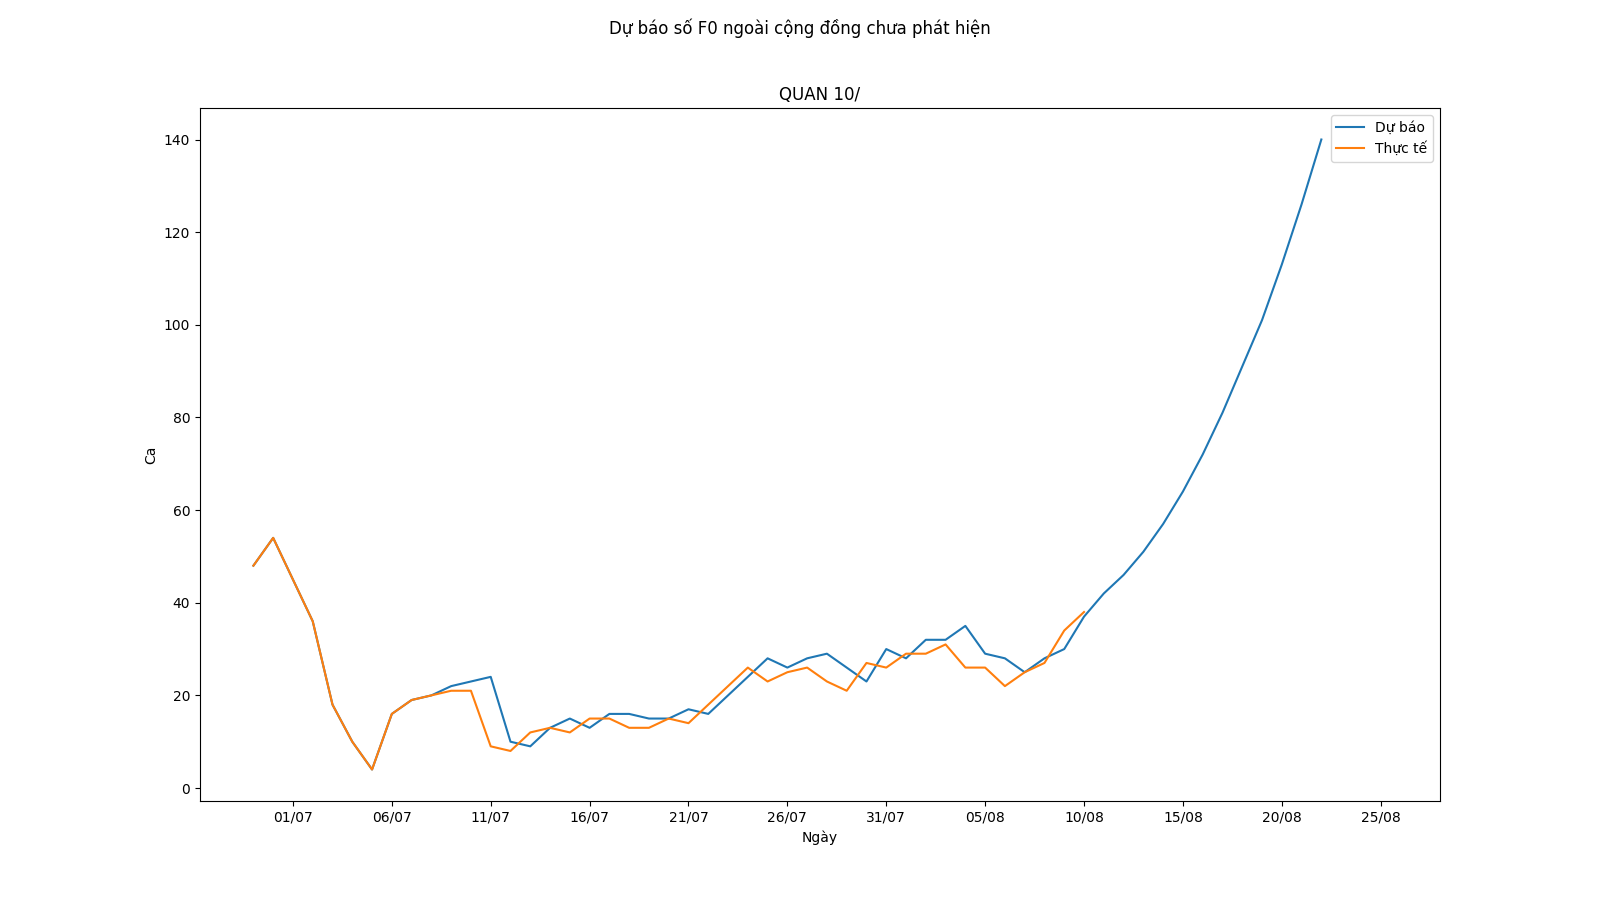 Dự báo số F0 ngoài cộng đồng chưa phát hiện
QUAN 10/
Dự báo
Thực tế
Ca
140
120
100
80
60
40
20
0
01/07 06/07 11/07 16/07 21/07 26/07 31/07 05/08 10/08 15/08 20/08 25/08
Ngày